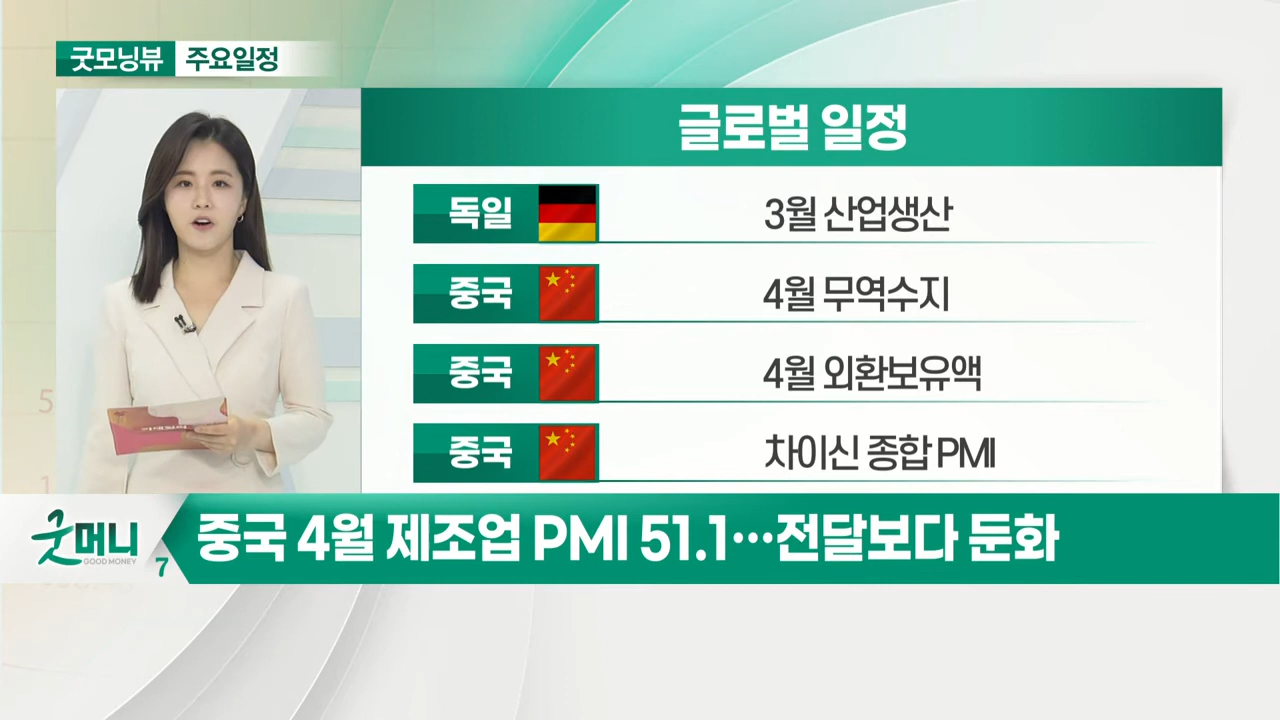 굿모닝뷰 주요일정
글로벌 일정
독일 3월 산업생산
중국 4월 무역수지
중국 4월 외환보유액
중국 차이신 종합 PMI
5
1
굿머니
GOOD MONEY
7
중국 4월 제조업 PMI 51.1…전달보다 둔화